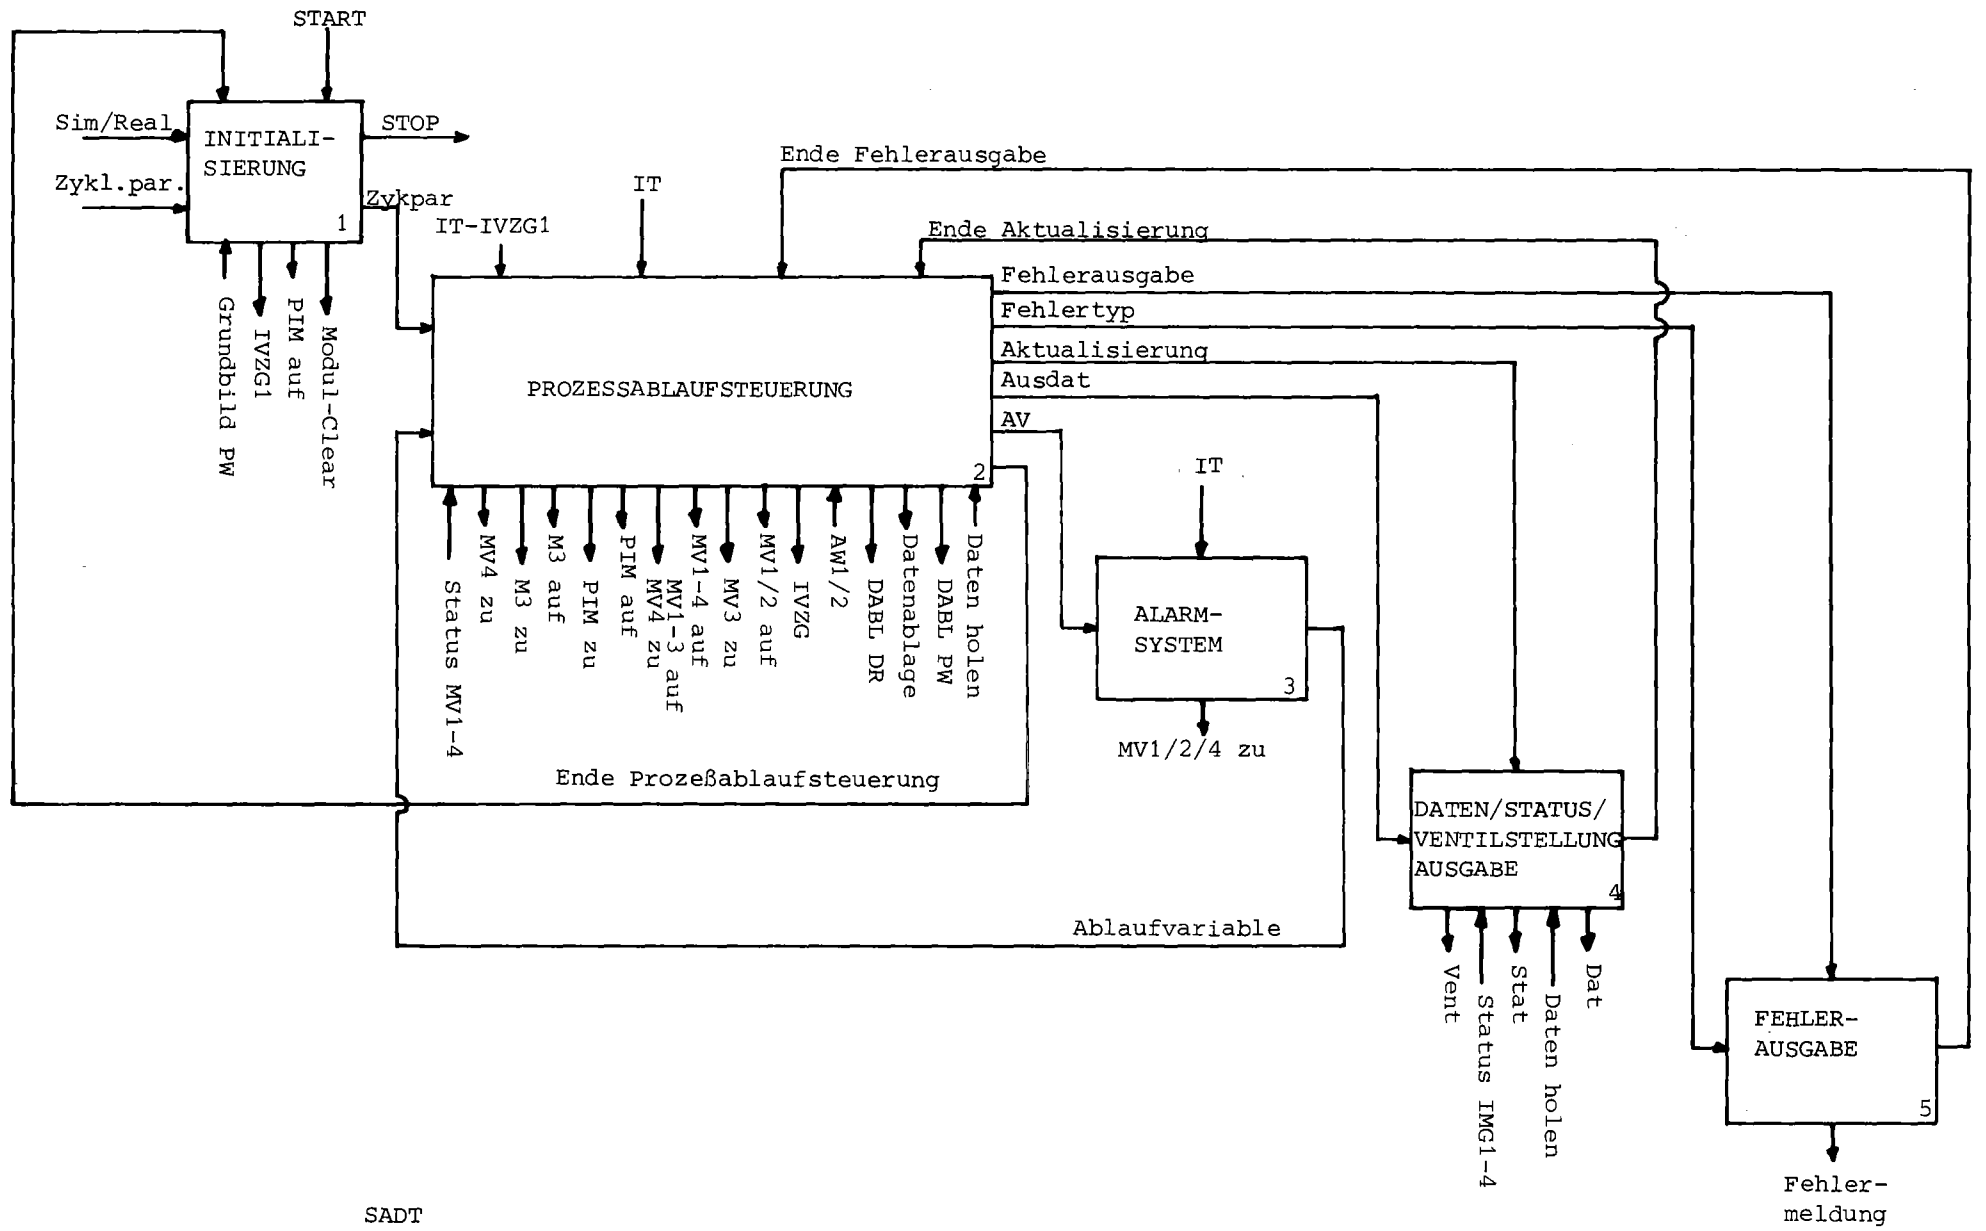 START
Sim/Real
INITIALI-
SIERUNG
STOP
Zykl.par.
Zykpar
1
Grundbild PW
IVZG1
PIM auf
Modul-Clear
IT-IVZG1
IT
Ende Fehlerausgabe
Ende Aktualisierung
Fehlerausgabe
Fehlertyp
Aktualisierung
Ausdat
AV
PROZESSABLAUFSTEUERUNG
2
Status MV1-4
MV4 zu
M3 zu
M3 auf
PIM zu
PIM auf
MV4 zu
MV1-3 auf
MV1-4 auf
MV3 zu
MV1/2 auf
IVZG
AW1/2
DABL DR
Datenablage
DABL PW
Daten holen
IT
ALARM-
SYSTEM
3
MV1/2/4 zu
Ende Prozeßablaufsteuerung
Ablaufvariable
DATEN/STATUS/
VENTILSTELLUNG
AUSGABE
4
Vent
Status IMG1-4
Stat
Daten holen
Dat
FEHLER-
AUSGABE
5
Fehler-
meldung
SADT